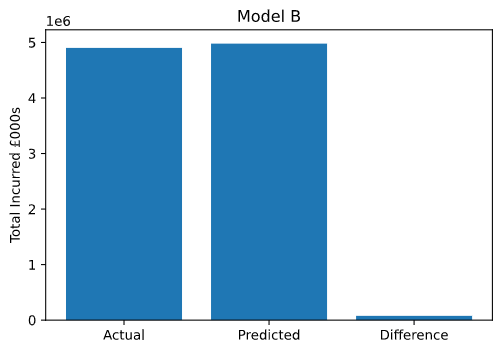 Model B
1e6
5
4
3
2
1
0
Total Incurred £000s
Actual Predicted Difference